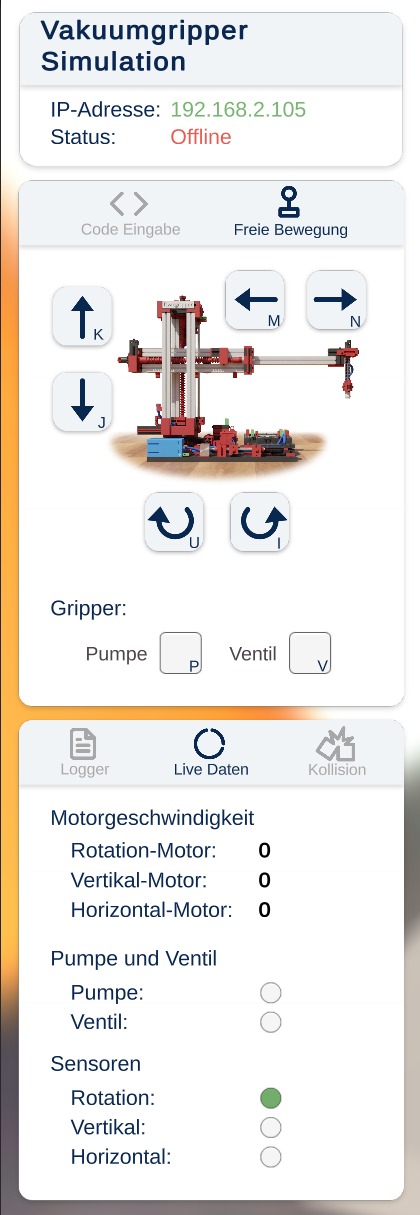 Vakuumgripper
Simulation
IP-Adresse: 192.168.2.105
Status: Offline
Code Eingabe
Freie Bewegung
K
M
N
J
U
I
Gripper:
Pumpe P Ventil V
Logger
Live Daten
Kollision
Motorgeschwindigkeit
Rotation-Motor: 0
Vertikal-Motor: 0
Horizontal-Motor: 0
Pumpe und Ventil
Pumpe:
Ventil:
Sensoren
Rotation:
Vertikal:
Horizontal: